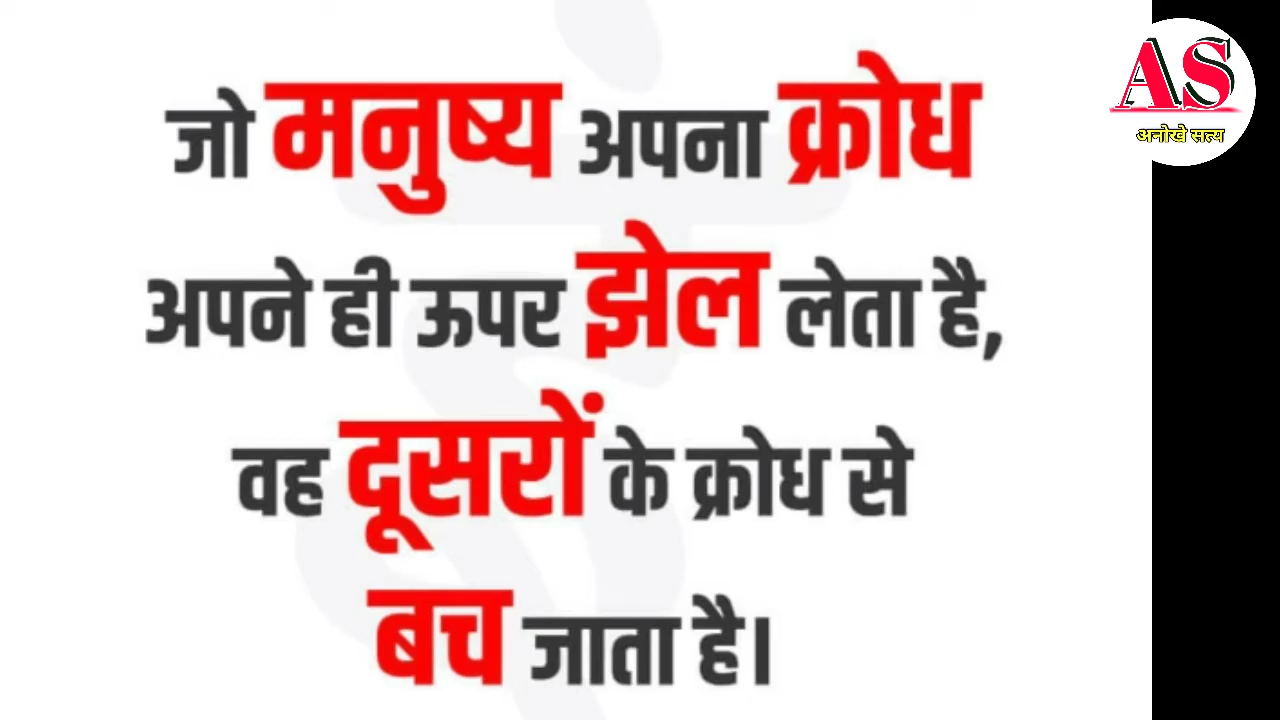 जो मनुष्य अपना क्रोध
अपने ही ऊपर झेल लेता है,
वह दूसरों के क्रोध से
बच जाता है।
AS
अनोखे सत्य